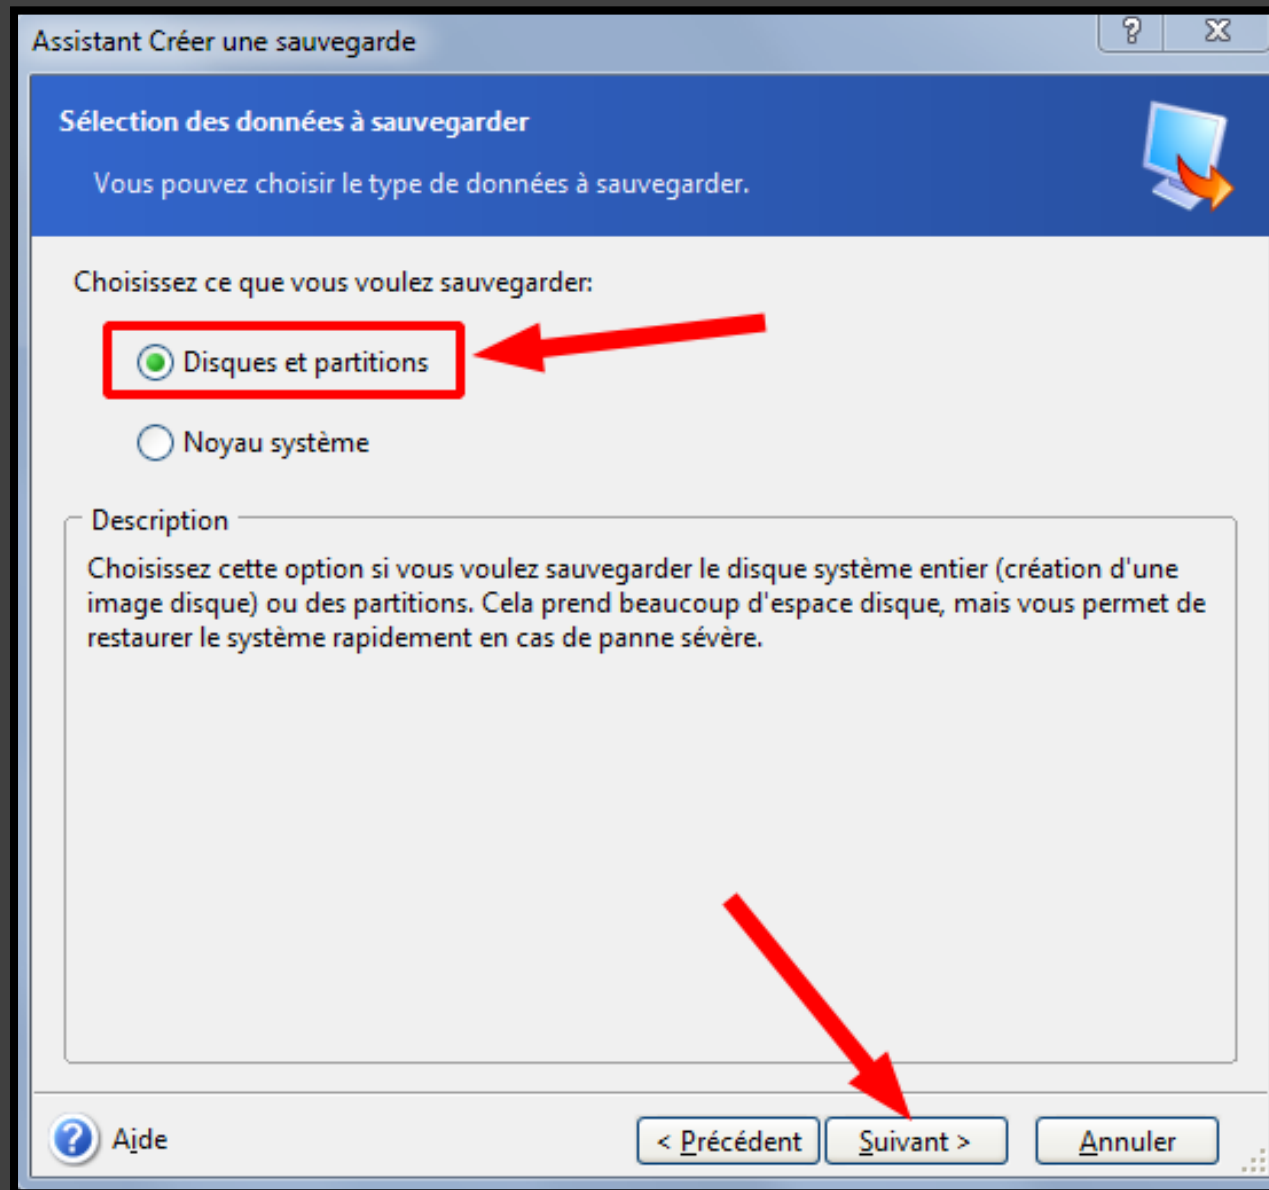 Assistant Créer une sauvegarde
Sélection des données à sauvegarder
Vous pouvez choisir le type de données à sauvegarder.
Choisissez ce que vous voulez sauvegarder:
Disques et partitions
Noyau système
Description
Choisissez cette option si vous voulez sauvegarder le disque système entier (création d'une
image disque) ou des partitions. Cela prend beaucoup d'espace disque, mais vous permet de
restaurer le système rapidement en cas de panne sévère.
Aide
< Précédent
Suivant >
Annuler